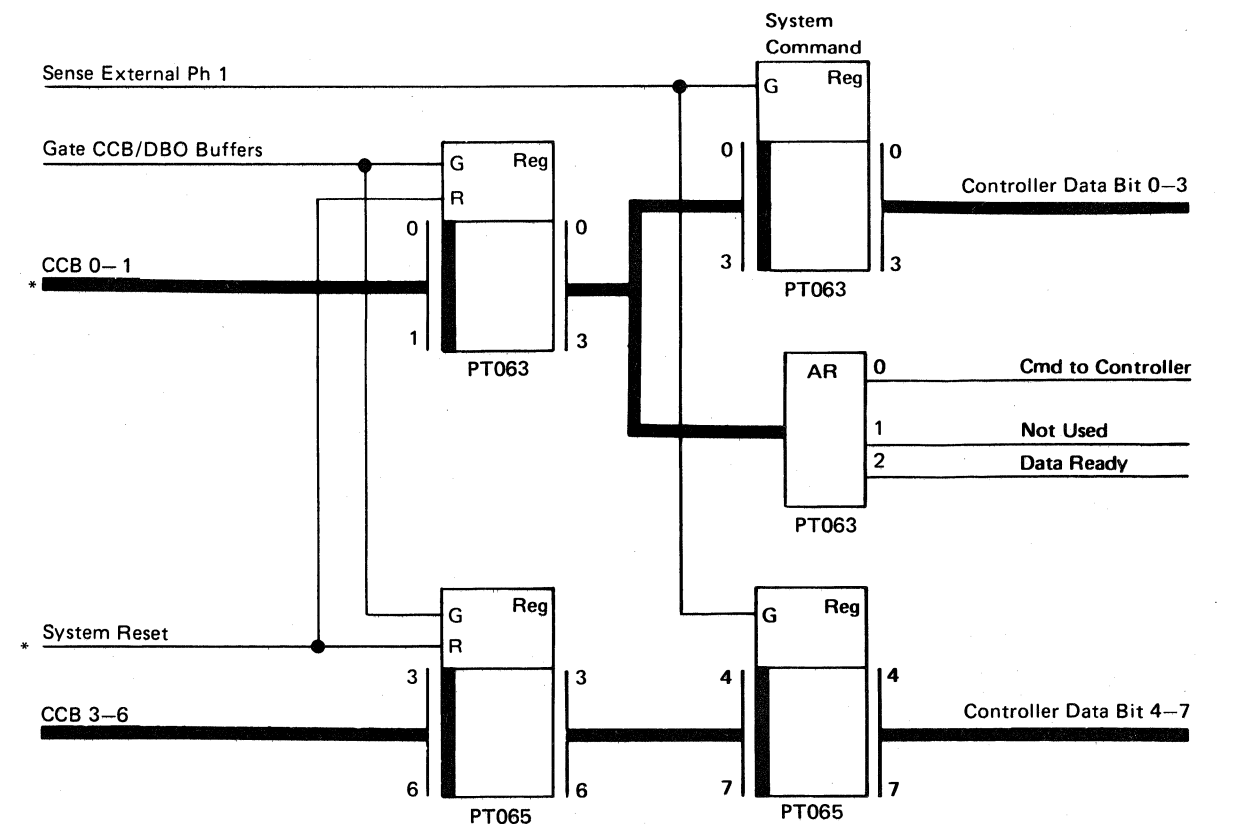 System
Command
Sense External Ph 1
G
Reg
Gate CCB/DBO Buffers
G
Reg
R
0
0
0
0
Controller Data Bit 0–3
CCB 0–1
*
3
3
PT063
1
3
PT063
AR
0
Cmd to Controller
1
Not Used
2
Data Ready
PT063
G
Reg
G
Reg
* System Reset
R
3
3
4
4
CCB 3–6
Controller Data Bit 4–7
6
6
7
7
PT065
PT065